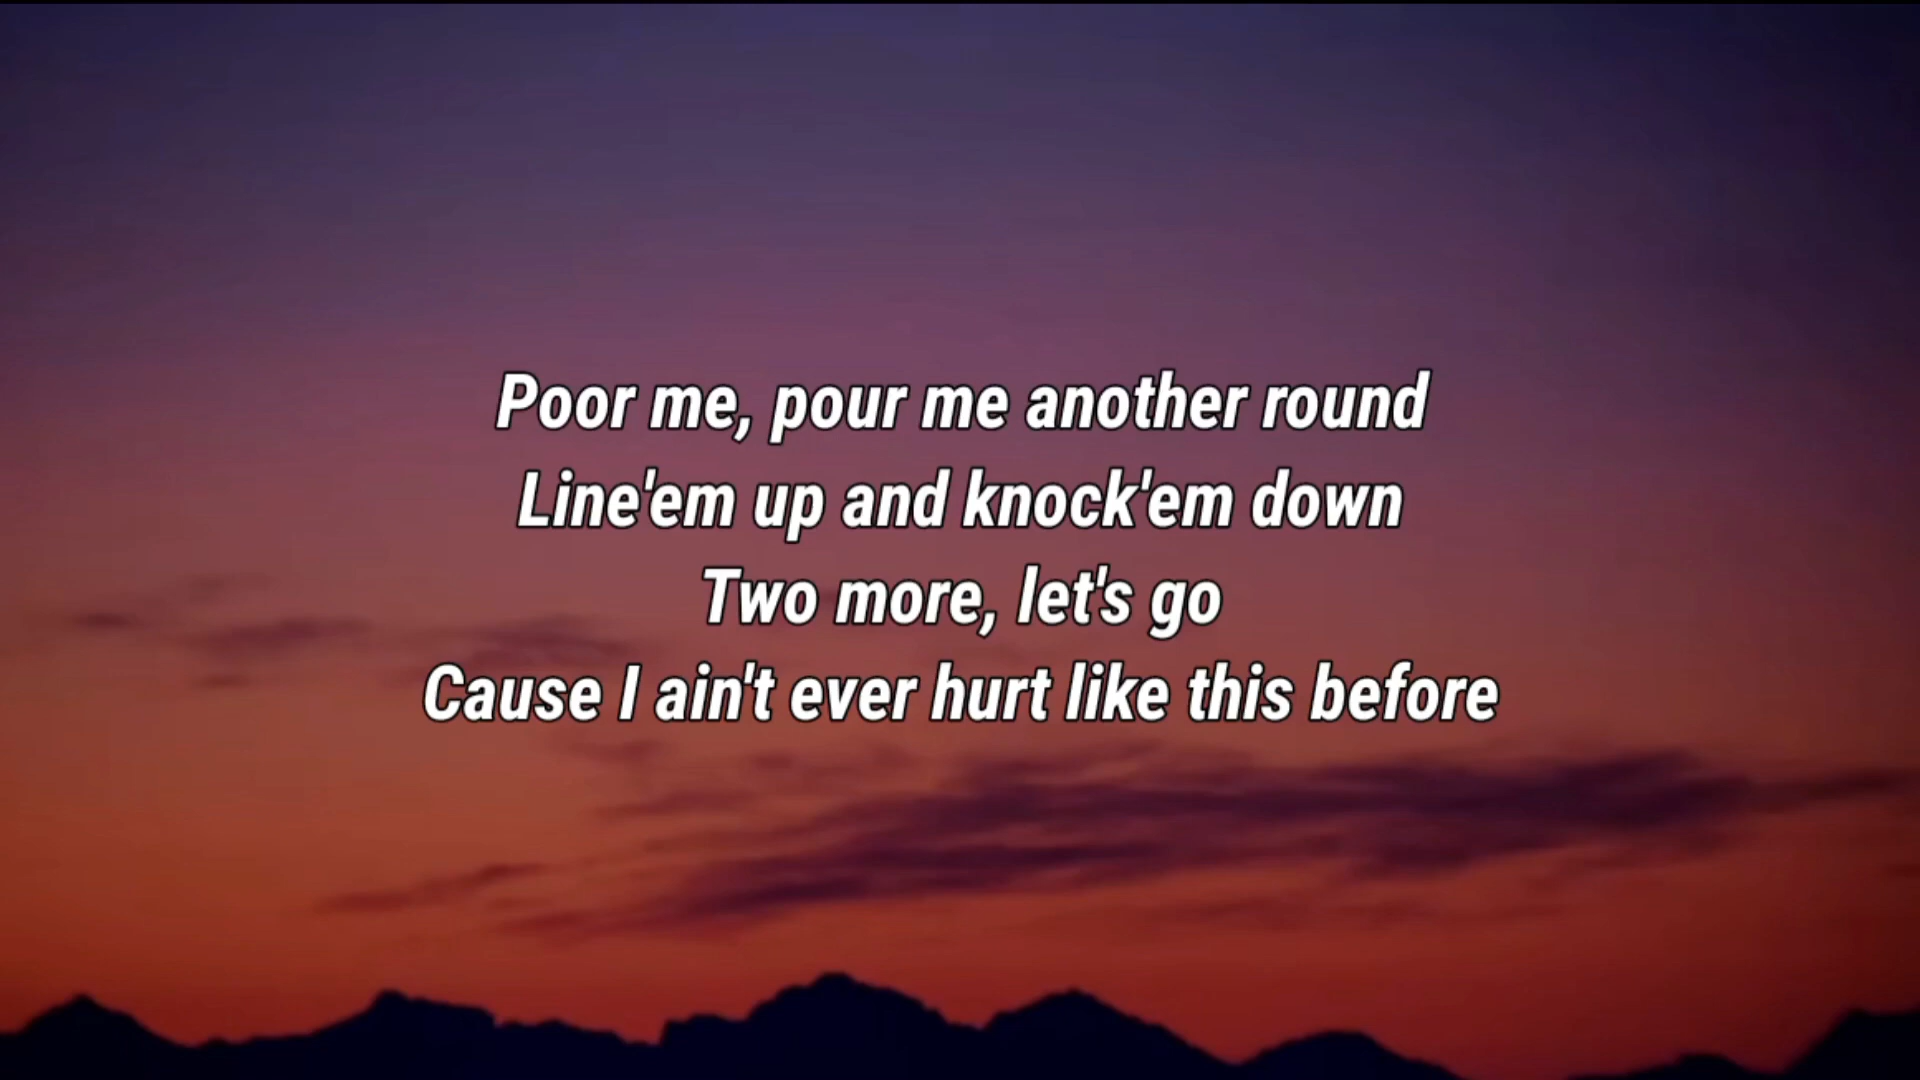 Poor me, pour me another round
Line'em up and knock'em down
Two more, let's go
Cause I ain't ever hurt like this before